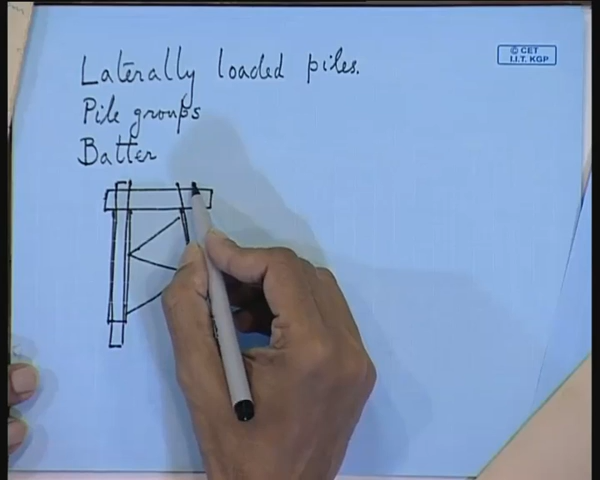 Laterally loaded piles.
© CET
I.I.T. KGP
Pile groups
Batter